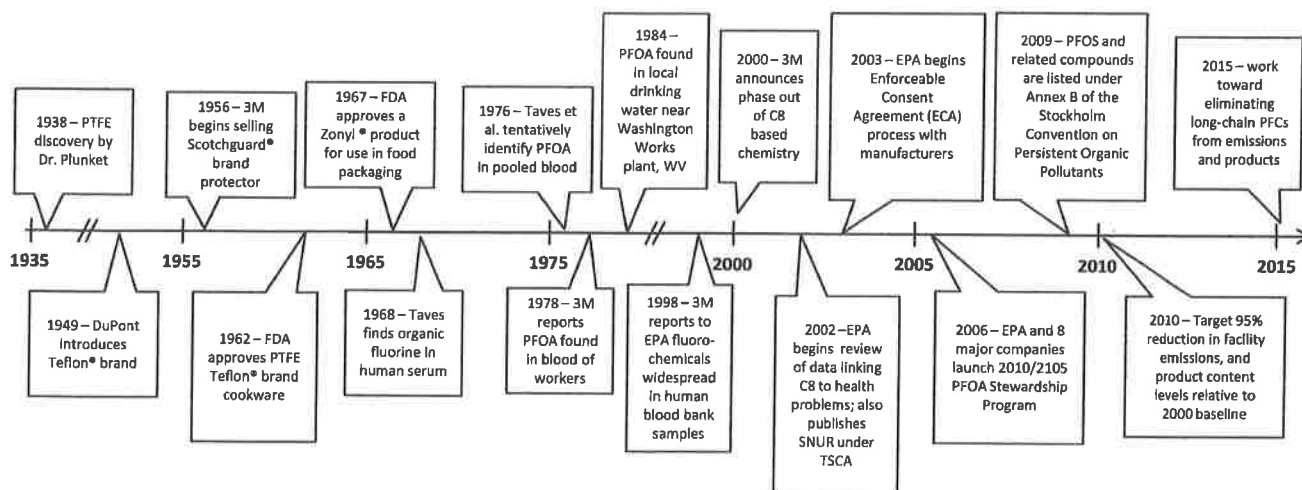 1938 – PTFE
discovery by
Dr. Plunket
1956 – 3M
begins selling
Scotchguard®
brand
protector
1967 – FDA
approves a
Zonyl ® product
for use in food
packaging
1976 – Taves et
al. tentatively
identify PFOA
in pooled blood
1984 –
PFOA found
in local
drinking
water near
Washington
Works
plant, WV
2000 – 3M
announces
phase out
of C8
based
chemistry
2003 – EPA begins
Enforceable
Consent
Agreement (ECA)
process with
manufacturers
2009 – PFOS and
related compounds
are listed under
Annex B of the
Stockholm
Convention on
Persistent Organic
Pollutants
2015 – work
toward
eliminating
long-chain PFCs
from emissions
and products
1935
1955
1965
1975
2000
2005
2010
2015
1949 – DuPont
introduces
Teflon® brand
1962 – FDA
approves PTFE
Teflon® brand
cookware
1968 – Taves
finds organic
fluorine in
human serum
1978 – 3M
reports
PFOA found
in blood of
workers
1998 – 3M
reports to
EPA fluoro-
chemicals
widespread
in human
blood bank
samples
2002 – EPA
begins review
of data linking
C8 to health
problems; also
publishes
SNUR under
TSCA
2006 – EPA and 8
major companies
launch 2010/2105
PFOA Stewardship
Program
2010 – Target 95%
reduction in facility
emissions, and
product content
levels relative to
2000 baseline